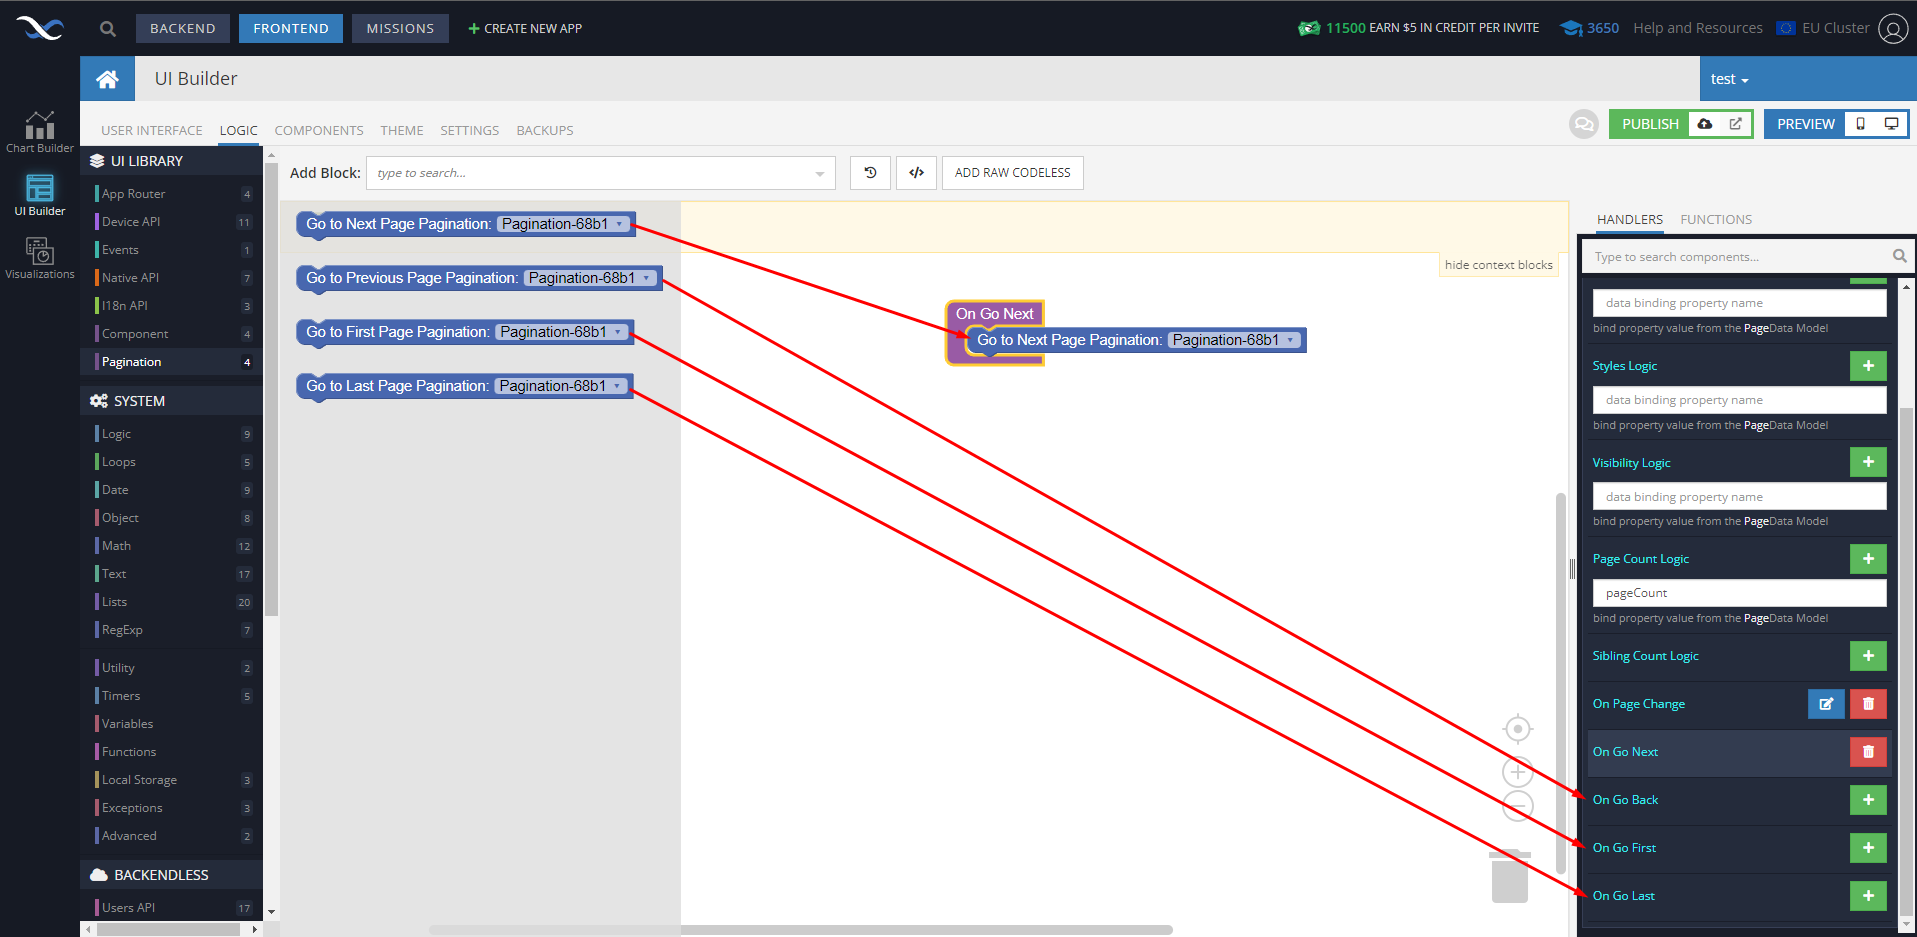 BACKEND
FRONTEND
MISSIONS
CREATE NEW APP
11500 EARN $5 IN CREDIT PER INVITE
3650
Help and Resources
EU Cluster
UI Builder
test
Chart Builder
UI Builder
Visualizations
USER INTERFACE
LOGIC
COMPONENTS
THEME
SETTINGS
BACKUPS
PUBLISH
PREVIEW
UI LIBRARY
App Router 4
Device API 11
Events 1
Native API 7
I18n API 3
Component 4
Pagination 4
SYSTEM
Logic 9
Loops 5
Date 9
Object 8
Math 12
Text 17
Lists 20
RegExp 7
Utility 2
Timers 5
Variables
Functions
Local Storage 3
Exceptions 3
Advanced 2
BACKENDLESS
Users API 17
Add Block:
type to search...
ADD RAW CODELESS
Go to Next Page Pagination: Pagination-68b1
Go to Previous Page Pagination: Pagination-68b1
Go to First Page Pagination: Pagination-68b1
Go to Last Page Pagination: Pagination-68b1
hide context blocks
On Go Next
Go to Next Page Pagination: Pagination-68b1
HANDLERS
FUNCTIONS
Type to search components...
data binding property name
bind property value from the PageData Model
Styles Logic
data binding property name
bind property value from the PageData Model
Visibility Logic
data binding property name
bind property value from the PageData Model
Page Count Logic
pageCount
bind property value from the PageData Model
Sibling Count Logic
On Page Change
On Go Next
On Go Back
On Go First
On Go Last